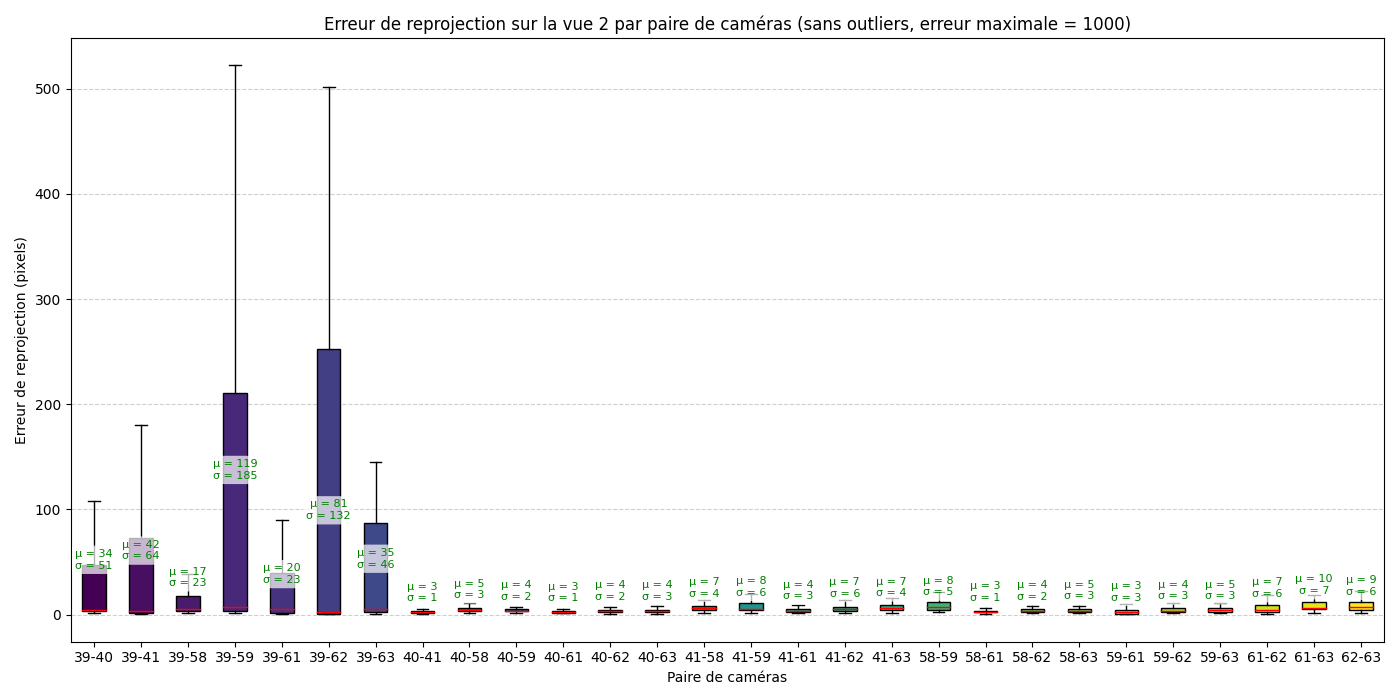 Erreur de reprojection sur la vue 2 par paire de caméras (sans outliers, erreur maximale = 1000)
Erreur de reprojection (pixels)
500
400
300
200
100
0
μ = 34
σ = 51
μ = 42
σ = 64
μ = 17
σ = 23
μ = 119
σ = 185
μ = 20
σ = 23
μ = 81
σ = 132
μ = 35
σ = 46
μ = 3
σ = 1
μ = 5
σ = 3
μ = 4
σ = 2
μ = 3
σ = 1
μ = 4
σ = 2
μ = 4
σ = 3
μ = 7
σ = 4
μ = 8
σ = 6
μ = 4
σ = 3
μ = 7
σ = 6
μ = 7
σ = 4
μ = 8
σ = 5
μ = 3
σ = 1
μ = 4
σ = 2
μ = 5
σ = 3
μ = 3
σ = 3
μ = 4
σ = 3
μ = 5
σ = 3
μ = 7
σ = 6
μ = 10
σ = 7
μ = 9
σ = 6
39-40 39-41 39-58 39-59 39-61 39-62 39-63 40-41 40-58 40-59 40-61 40-62 40-63 41-58 41-59 41-61 41-62 41-63 58-59 58-61 58-62 58-63 59-61 59-62 59-63 61-62 61-63 62-63
Paire de caméras